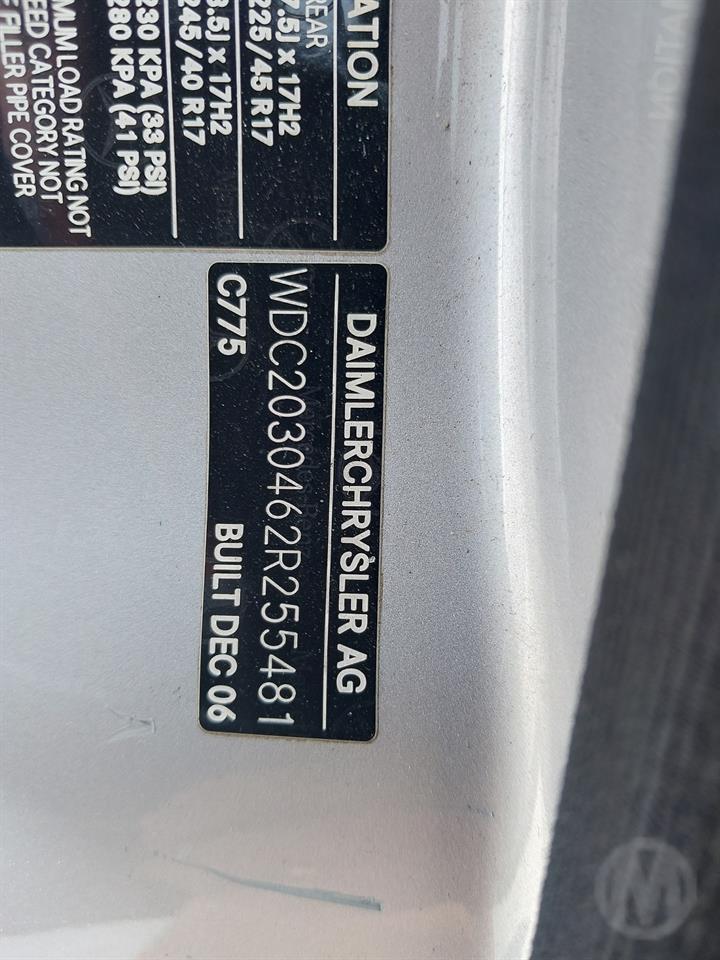 ATION
REAR
7.5J x 17H2
225/45 R17
8.5J x 17H2
245/40 R17
230 KPA (33 PSI)
280 KPA (41 PSI)
MUM LOAD RATING NOT
EED CATEGORY NOT
E FILLER PIPE COVER
DAIMLERCHRYSLER AG
WDC2030462R255481
C775 BUILT DEC 06
M